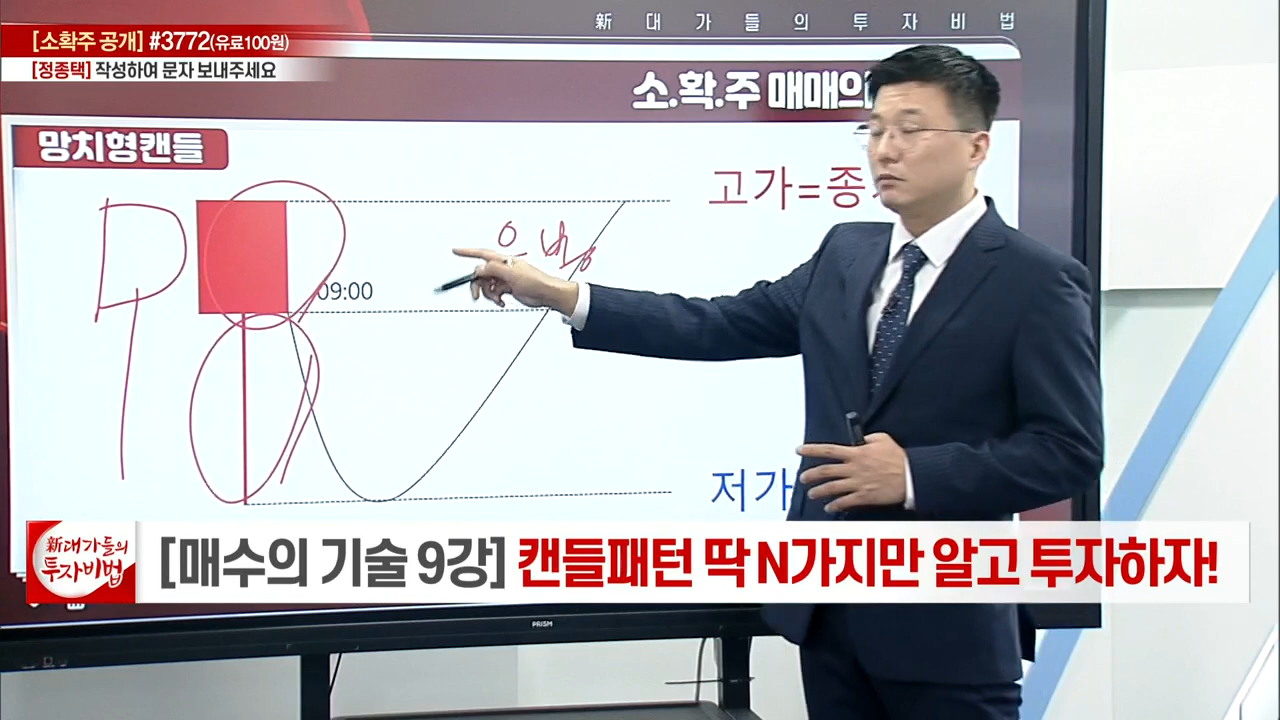 新 대 가 들 의 투 자 비 법
[소확주 공개] #3772(유료100원)
[정종택] 작성하여 문자 보내주세요
소.확.주 매매의
망치형캔들
고가=종
09:00
저가
新대가들의
투자비법
[매수의 기술 9강] 캔들패턴 딱 N가지만 알고 투자하자!
PRISM